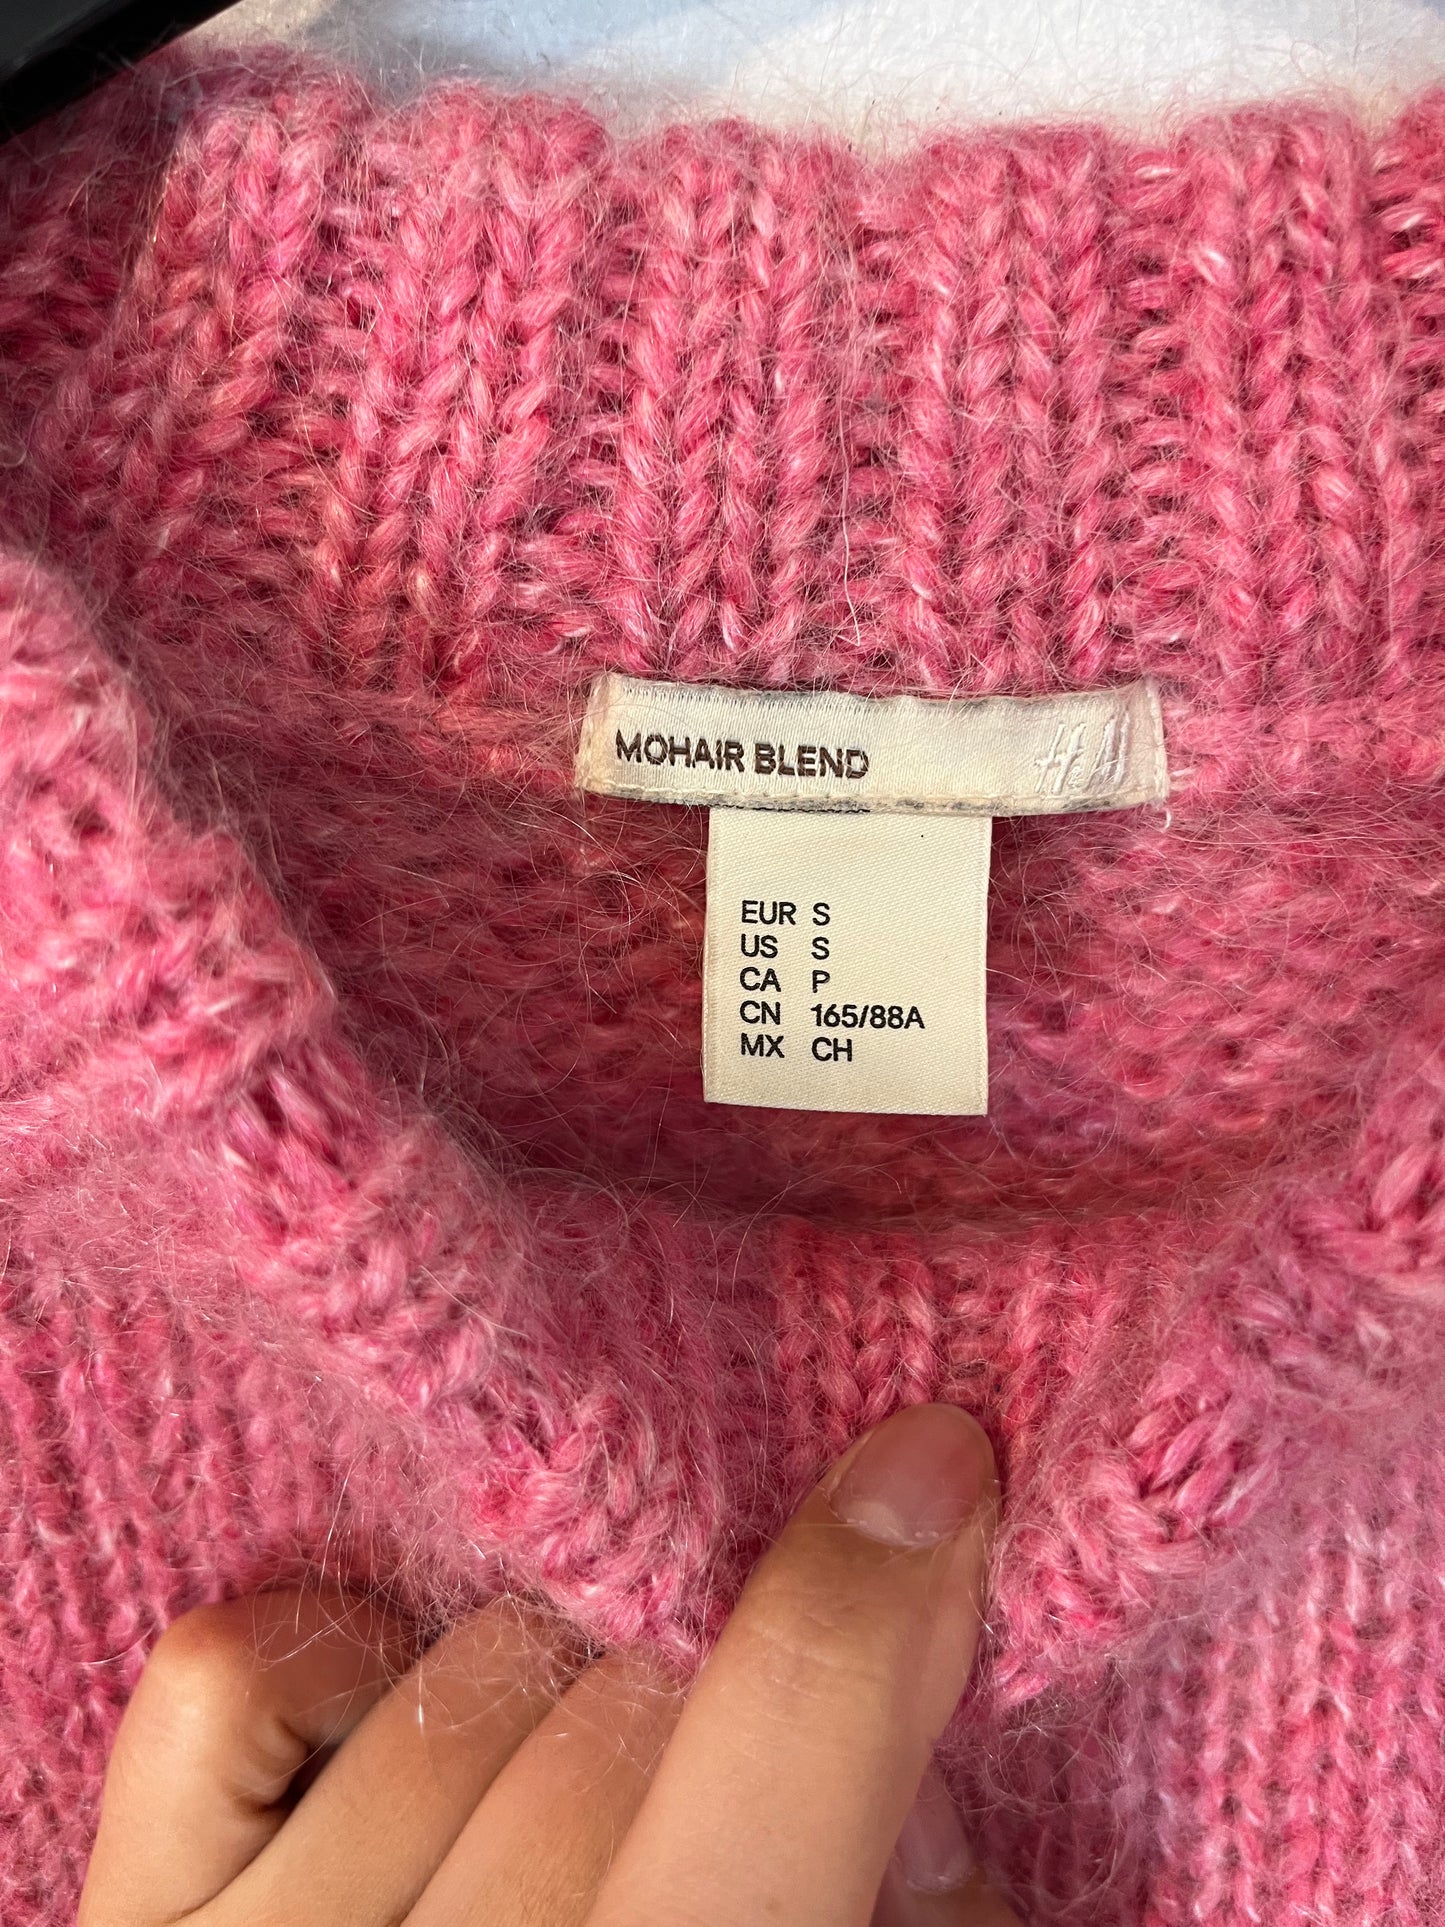 MOHAIR BLEND H&M
EUR S
US S
CA P
CN 165/88A
MX CH